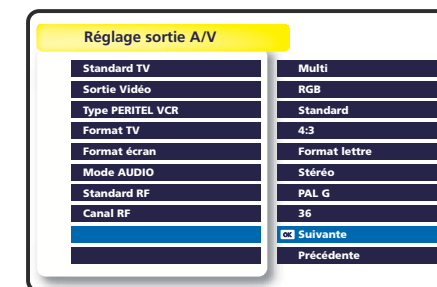 Réglage sortie A/V
Standard TV Multi
Sortie Vidéo RGB
Type PERITEL VCR Standard
Format TV 4:3
Format écran Format lettre
Mode AUDIO Stéréo
Standard RF PAL G
Canal RF 36
OK Suivante
Précédente